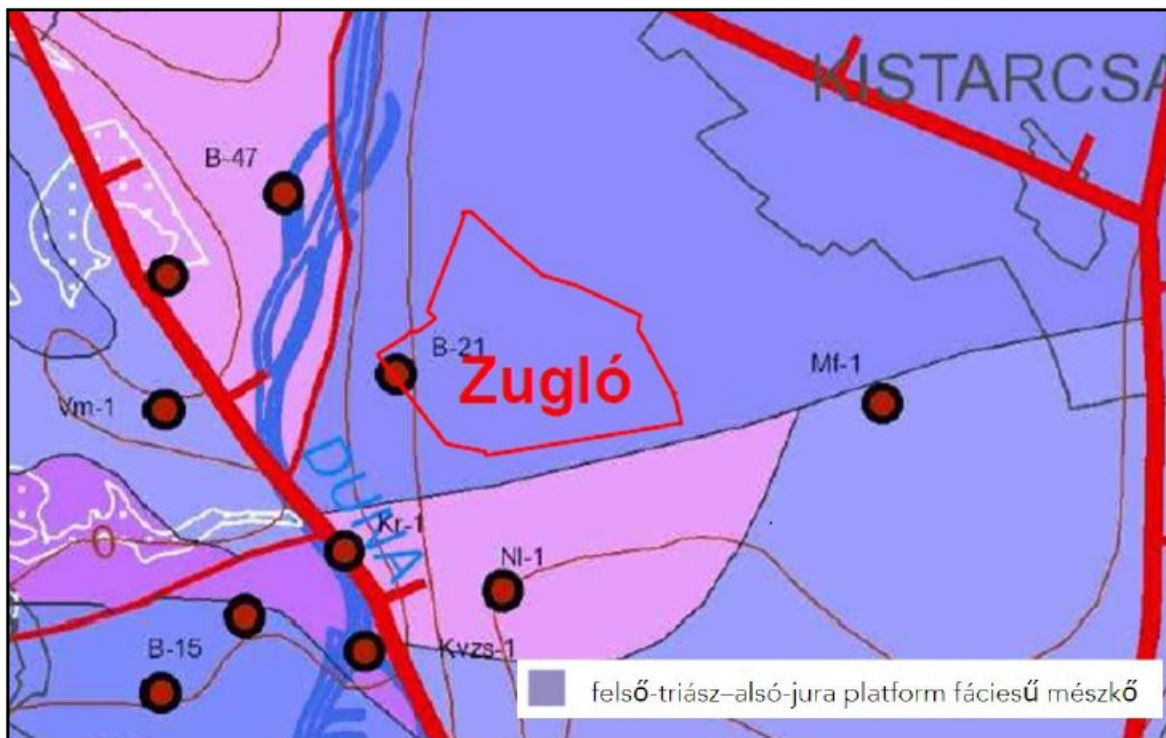 KISTARCSA
B-47
B-21
Zugló
Mf-1
Vm-1
DUNA
Kr-1
Nl-1
0
B-15
Kvzs-1
felső-triász–alsó-jura platform fáciesű mészkő